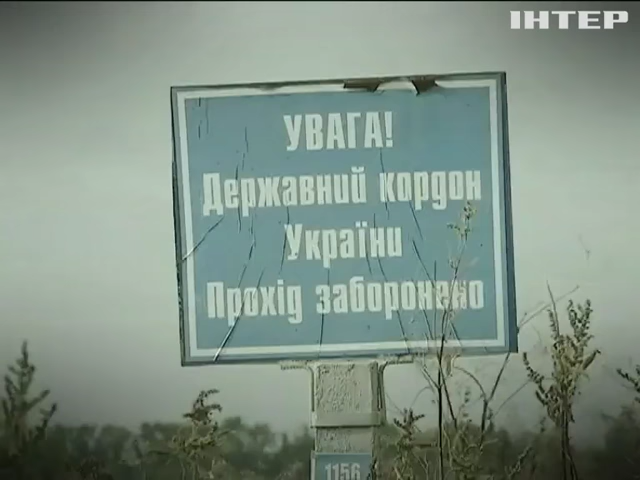 ІНТЕР
УВАГА!
Державний кордон
України
Прохід заборонено
1156